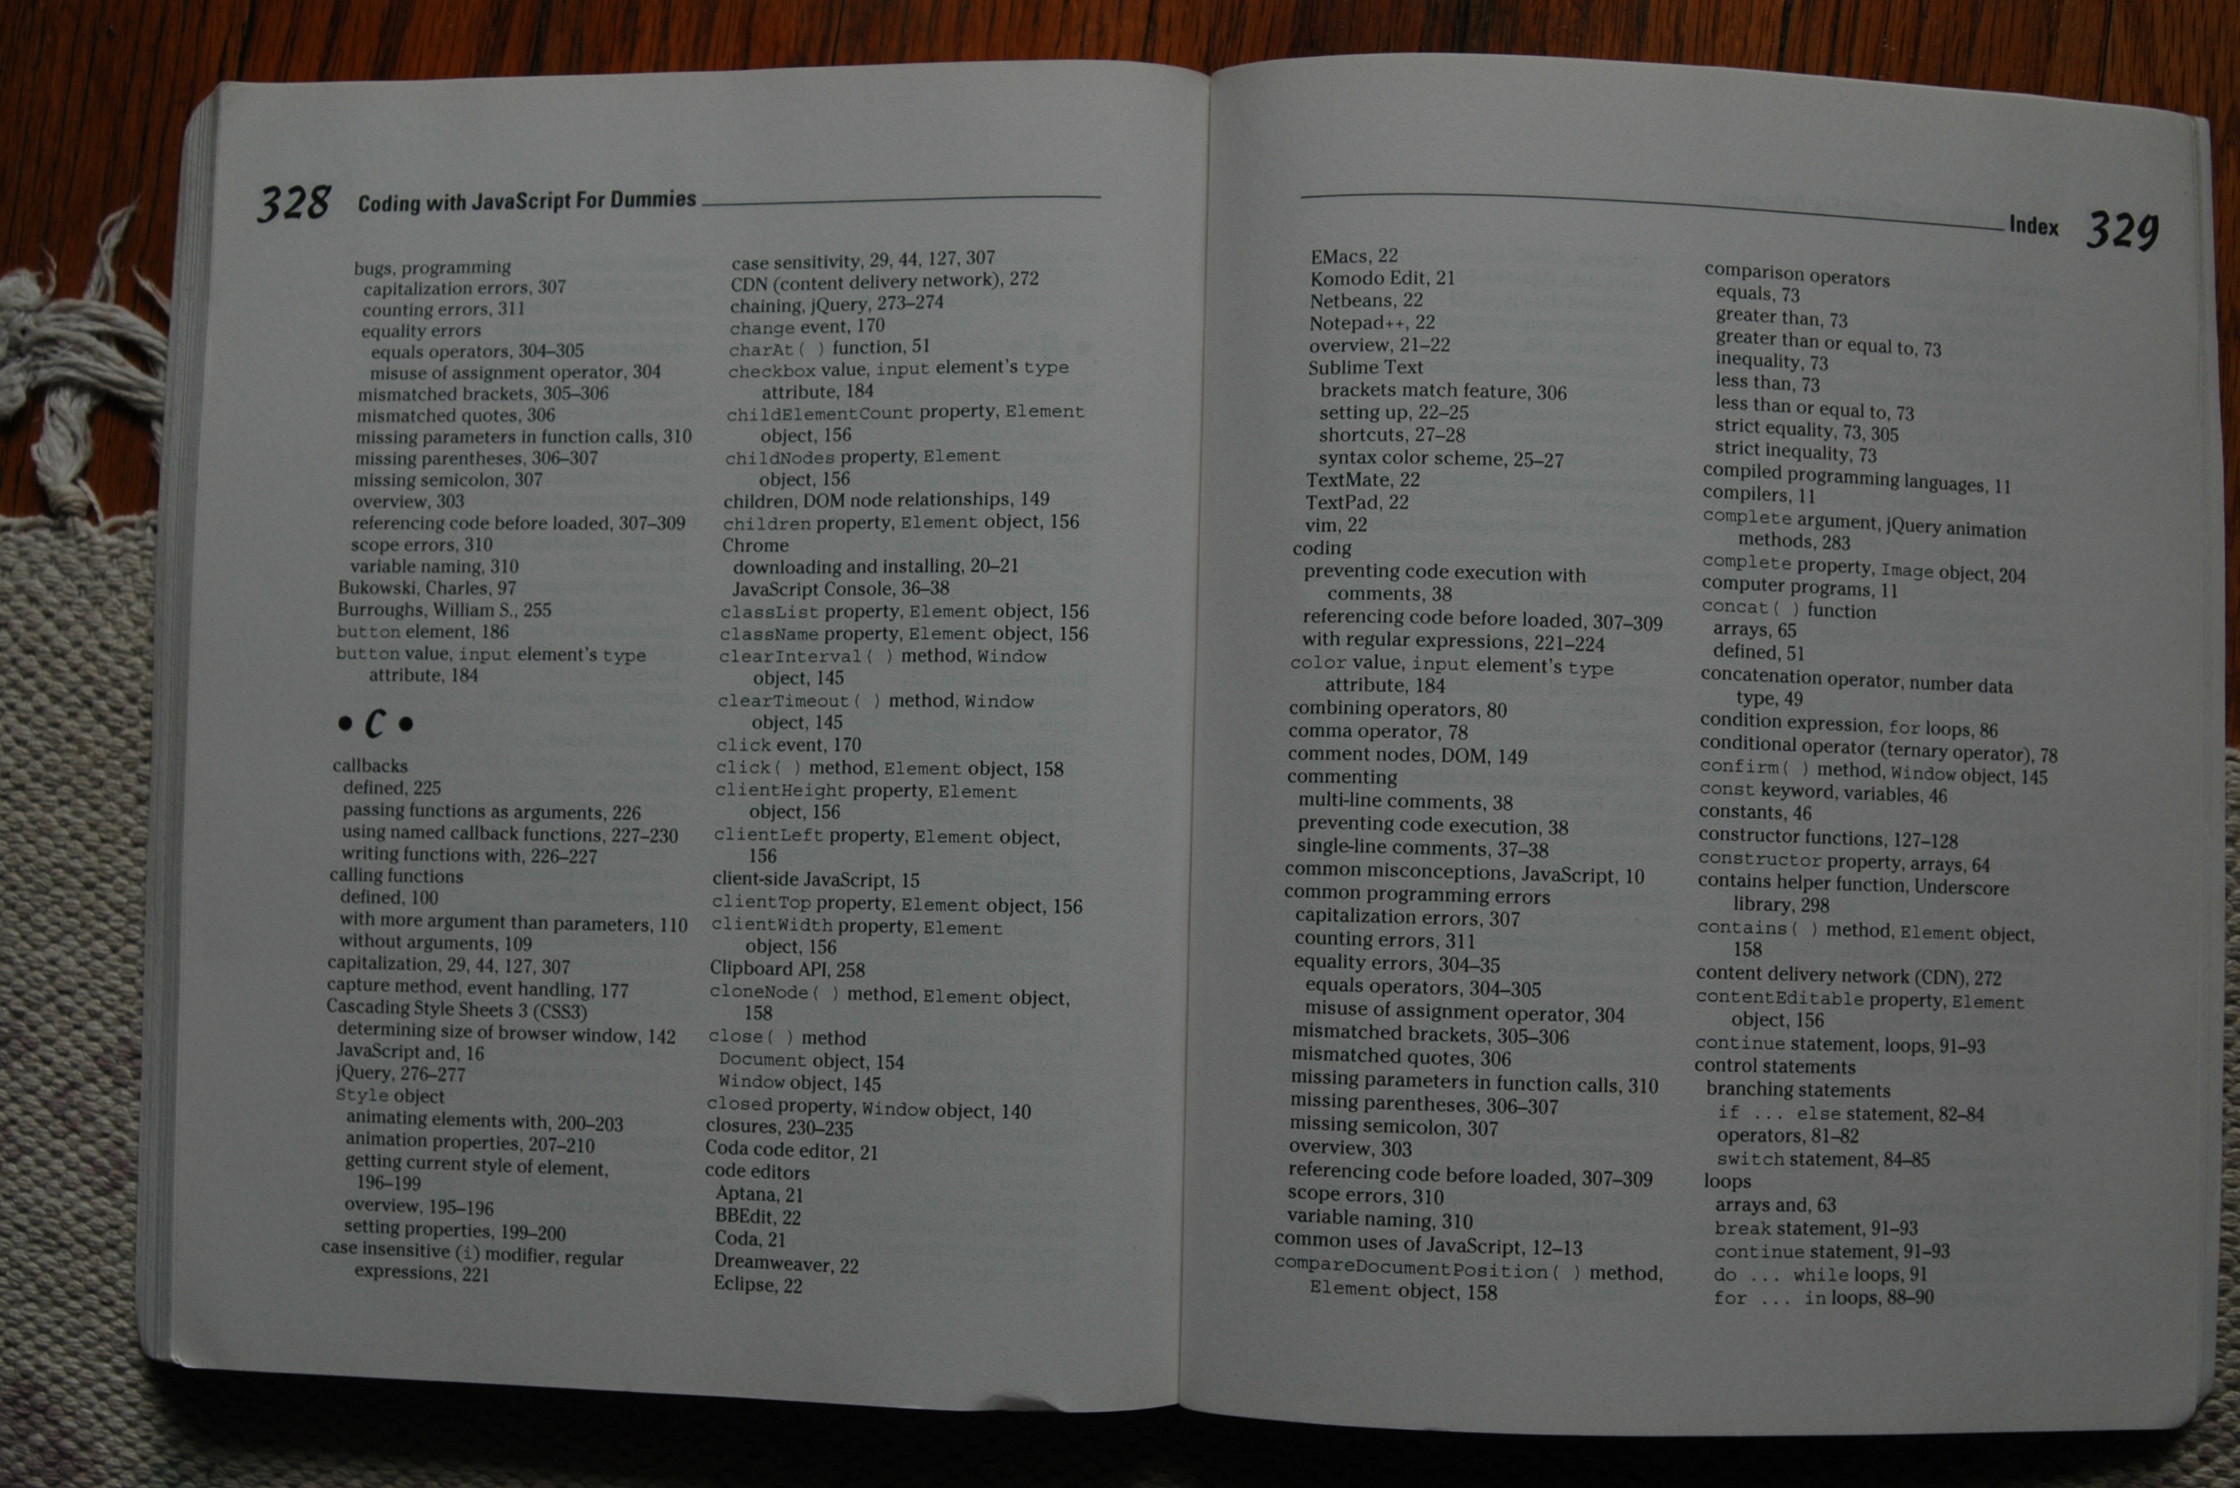 328 Coding with JavaScript For Dummies
bugs, programming
capitalization errors, 307
counting errors, 311
equality errors
equals operators, 304–305
misuse of assignment operator, 304
mismatched brackets, 305–306
mismatched quotes, 306
missing parameters in function calls, 310
missing parentheses, 306–307
missing semicolon, 307
overview, 303
referencing code before loaded, 307–309
scope errors, 310
variable naming, 310
Bukowski, Charles, 97
Burroughs, William S., 255
button element, 186
button value, input element's type
attribute, 184
• C •
callbacks
defined, 225
passing functions as arguments, 226
using named callback functions, 227–230
writing functions with, 226–227
calling functions
defined, 100
with more argument than parameters, 110
without arguments, 109
capitalization, 29, 44, 127, 307
capture method, event handling, 177
Cascading Style Sheets 3 (CSS3)
determining size of browser window, 142
JavaScript and, 16
jQuery, 276–277
Style object
animating elements with, 200–203
animation properties, 207–210
getting current style of element,
196–199
overview, 195–196
setting properties, 199–200
case insensitive (i) modifier, regular
expressions, 221
case sensitivity, 29, 44, 127, 307
CDN (content delivery network), 272
chaining, jQuery, 273–274
change event, 170
charAt( ) function, 51
checkbox value, input element's type
attribute, 184
childElementCount property, Element
object, 156
childNodes property, Element
object, 156
children, DOM node relationships, 149
children property, Element object, 156
Chrome
downloading and installing, 20–21
JavaScript Console, 36–38
classList property, Element object, 156
className property, Element object, 156
clearInterval( ) method, Window
object, 145
clearTimeout( ) method, Window
object, 145
click event, 170
click( ) method, Element object, 158
clientHeight property, Element
object, 156
clientLeft property, Element object,
156
client-side JavaScript, 15
clientTop property, Element object, 156
clientWidth property, Element
object, 156
Clipboard API, 258
cloneNode( ) method, Element object,
158
close( ) method
Document object, 154
Window object, 145
closed property, Window object, 140
closures, 230–235
Coda code editor, 21
code editors
Aptana, 21
BBEdit, 22
Coda, 21
Dreamweaver, 22
Eclipse, 22
Index 329
EMacs, 22
Komodo Edit, 21
Netbeans, 22
Notepad++, 22
overview, 21–22
Sublime Text
brackets match feature, 306
setting up, 22–25
shortcuts, 27–28
syntax color scheme, 25–27
TextMate, 22
TextPad, 22
vim, 22
coding
preventing code execution with
comments, 38
referencing code before loaded, 307–309
with regular expressions, 221–224
color value, input element's type
attribute, 184
combining operators, 80
comma operator, 78
comment nodes, DOM, 149
commenting
multi-line comments, 38
preventing code execution, 38
single-line comments, 37–38
common misconceptions, JavaScript, 10
common programming errors
capitalization errors, 307
counting errors, 311
equality errors, 304–35
equals operators, 304–305
misuse of assignment operator, 304
mismatched brackets, 305–306
mismatched quotes, 306
missing parameters in function calls, 310
missing parentheses, 306–307
missing semicolon, 307
overview, 303
referencing code before loaded, 307–309
scope errors, 310
variable naming, 310
common uses of JavaScript, 12–13
compareDocumentPosition( ) method,
Element object, 158
comparison operators
equals, 73
greater than, 73
greater than or equal to, 73
inequality, 73
less than, 73
less than or equal to, 73
strict equality, 73, 305
strict inequality, 73
compiled programming languages, 11
compilers, 11
complete argument, jQuery animation
methods, 283
complete property, Image object, 204
computer programs, 11
concat( ) function
arrays, 65
defined, 51
concatenation operator, number data
type, 49
condition expression, for loops, 86
conditional operator (ternary operator), 78
confirm( ) method, Window object, 145
const keyword, variables, 46
constants, 46
constructor functions, 127–128
constructor property, arrays, 64
contains helper function, Underscore
library, 298
contains( ) method, Element object,
158
content delivery network (CDN), 272
contentEditable property, Element
object, 156
continue statement, loops, 91–93
control statements
branching statements
if ... else statement, 82–84
operators, 81–82
switch statement, 84–85
loops
arrays and, 63
break statement, 91–93
continue statement, 91–93
do ... while loops, 91
for ... in loops, 88–90